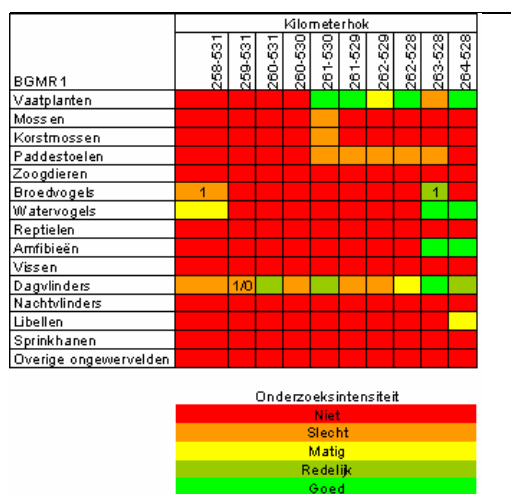 Kilometerhok
BGMR1 258-531 259-531 260-531 260-530 261-530 261-529 262-529 262-528 263-528 264-528
Vaatplanten
Mossen
Korstmossen
Paddestoelen
Zoogdieren
Broedvogels 1 1
Watervogels
Reptielen
Amfibieën
Vissen
Dagvlinders 1/0
Nachtvlinders
Libellen
Sprinkhanen
Overige ongewervelden
Onderzoeksintensiteit
Niet
Slecht
Matig
Redelijk
Goed